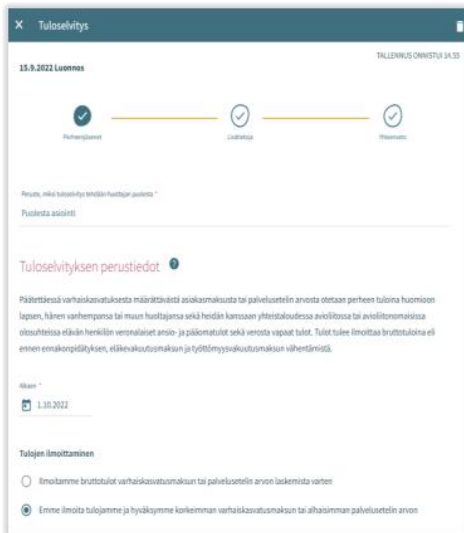 Tuloselvitys
TALLENNUS ONNISTUI 14.55
15.9.2022 Luonnos
Perheenjäsenet
Lisätietoja
Yhteenveto
Peruste, miksi tuloselvitys tehdään huoltajan puolesta *
Puolesta asiointi
Tuloselvityksen perustiedot
Päätettäessä varhaiskasvatuksesta määrättävästä asiakasmaksusta tai palvelusetelin arvosta otetaan perheen tuloina huomioon
lapsen, hänen vanhempansa tai muun huoltajansa sekä heidän kanssaan yhteistaloudessa avioliitossa tai avioliitonomaisissa
olosuhteissa elävän henkilön veronalaiset ansio- ja pääomatulot sekä verosta vapaat tulot. Tulot tulee ilmoittaa bruttotuloina eli
ennen ennakonpidätyksen, eläkevakuutusmaksun ja työttömyysvakuutusmaksun vähentämistä.
Alkaen *
1.10.2022
Tulojen ilmoittaminen
Ilmoitamme bruttotulot varhaiskasvatusmaksun tai palvelusetelin arvon laskemista varten
Emme ilmoita tulojamme ja hyväksymme korkeimman varhaiskasvatusmaksun tai alhaisimman palvelusetelin arvon